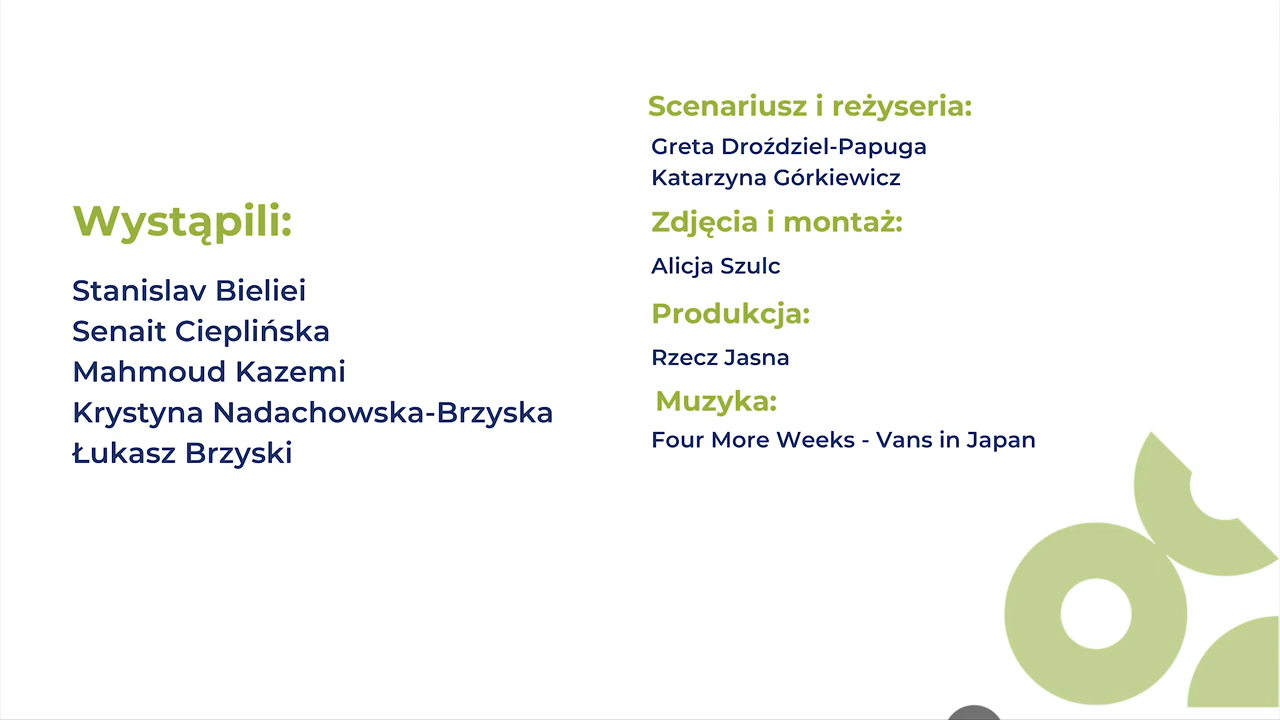 Wystąpili:
Stanislav Bieliei
Senait Cieplińska
Mahmoud Kazemi
Krystyna Nadachowska-Brzyska
Łukasz Brzyski
Scenariusz i reżyseria:
Greta Droździel-Papuga
Katarzyna Górkiewicz
Zdjęcia i montaż:
Alicja Szulc
Produkcja:
Rzecz Jasna
Muzyka:
Four More Weeks - Vans in Japan